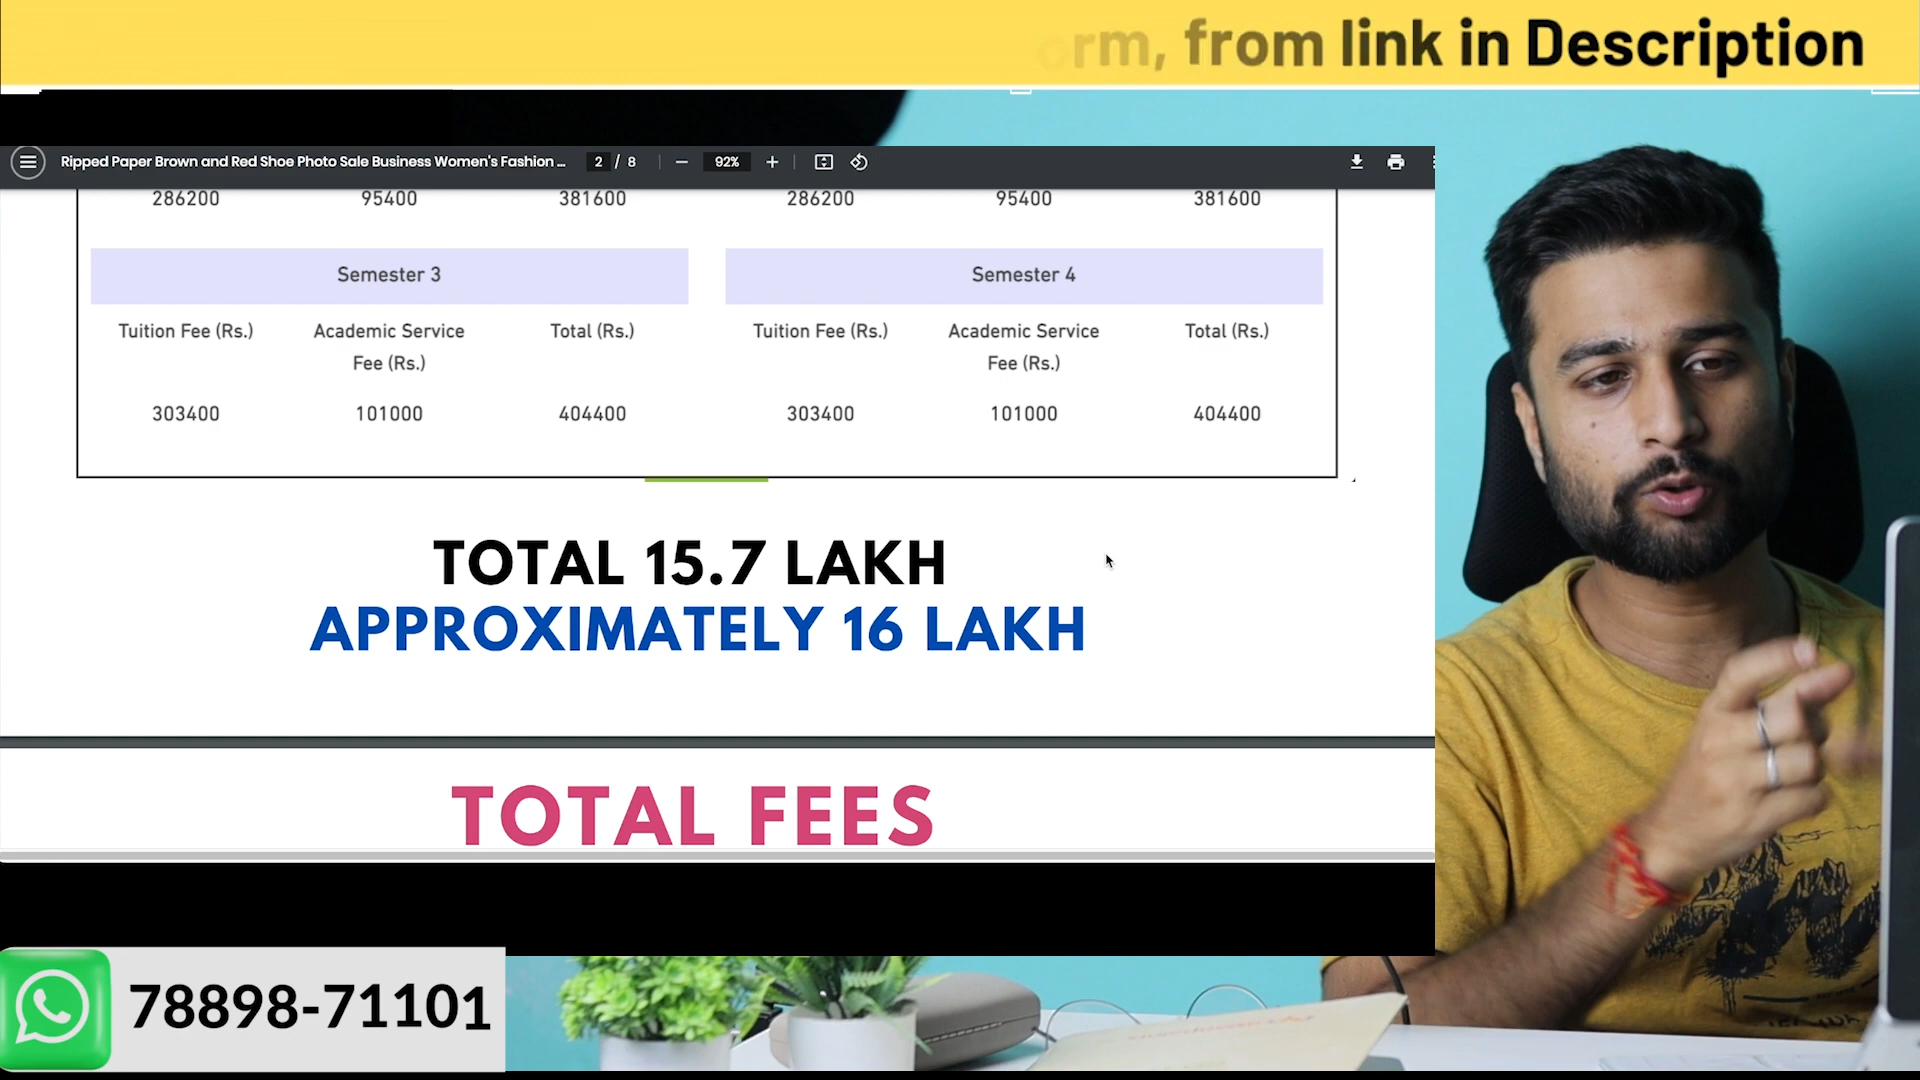 from link in Description
Ripped Paper Brown and Red Shoe Photo Sale Business Women's Fashion ... 2 / 8 92%
286200 95400 381600 286200 95400 381600
Semester 3 Semester 4
Tuition Fee (Rs.) Academic Service Fee (Rs.) Total (Rs.) Tuition Fee (Rs.) Academic Service Fee (Rs.) Total (Rs.)
303400 101000 404400 303400 101000 404400
TOTAL 15.7 LAKH
APPROXIMATELY 16 LAKH
TOTAL FEES
78898-71101